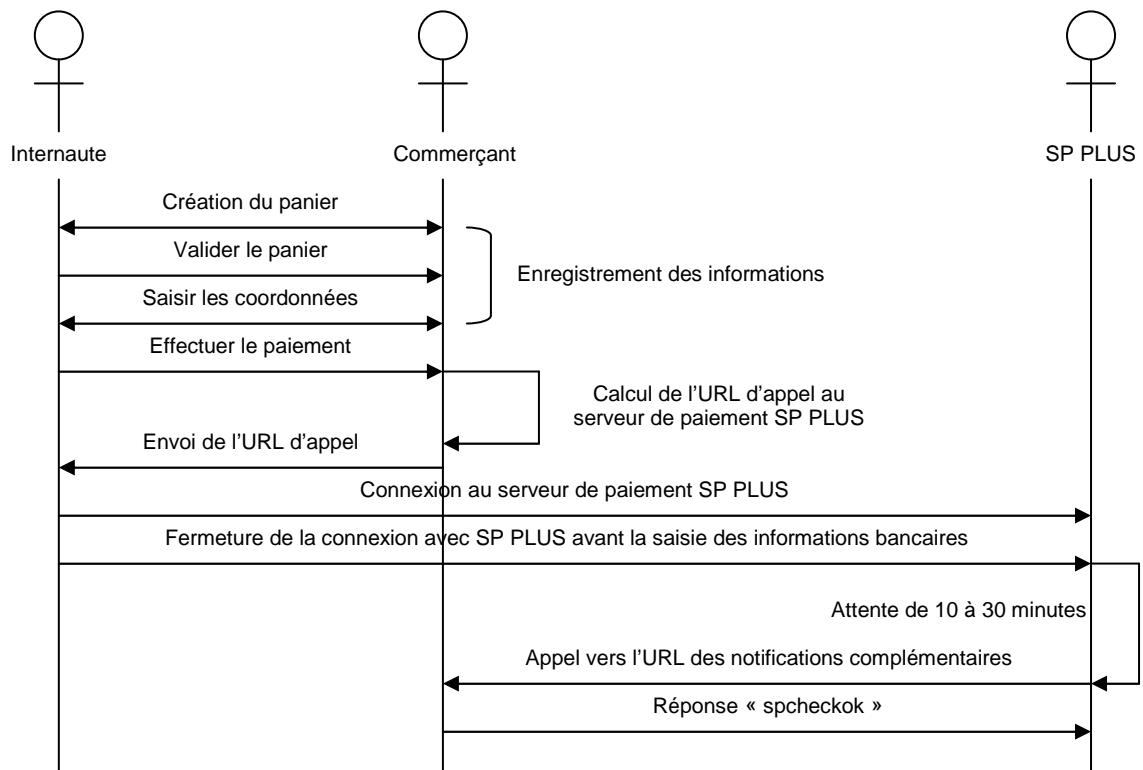 Internaute
Commerçant
SP PLUS
Création du panier
Valider le panier
Enregistrement des informations
Saisir les coordonnées
Effectuer le paiement
Calcul de l’URL d’appel au
serveur de paiement SP PLUS
Envoi de l’URL d’appel
Connexion au serveur de paiement SP PLUS
Fermeture de la connexion avec SP PLUS avant la saisie des informations bancaires
Attente de 10 à 30 minutes
Appel vers l’URL des notifications complémentaires
Réponse « spcheckok »